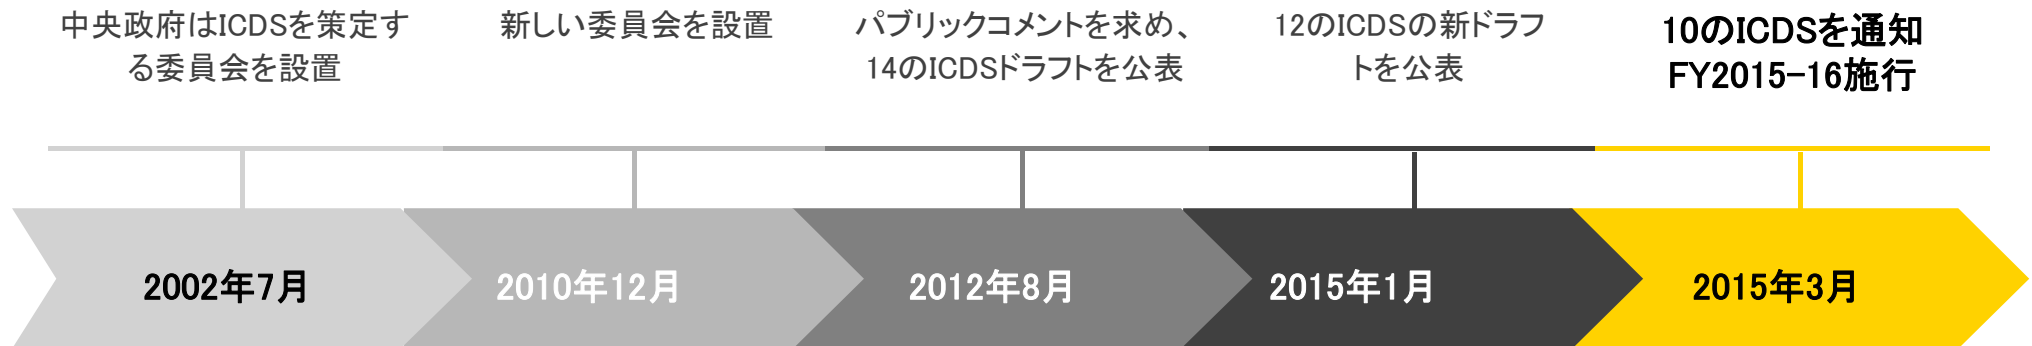 中央政府はICDSを策定す
る委員会を設置
新しい委員会を設置
パブリックコメントを求め、
14のICDSドラフトを公表
12のICDSの新ドラフ
トを公表
10のICDSを通知
FY2015-16施行
2002年7月
2010年12月
2012年8月
2015年1月
2015年3月